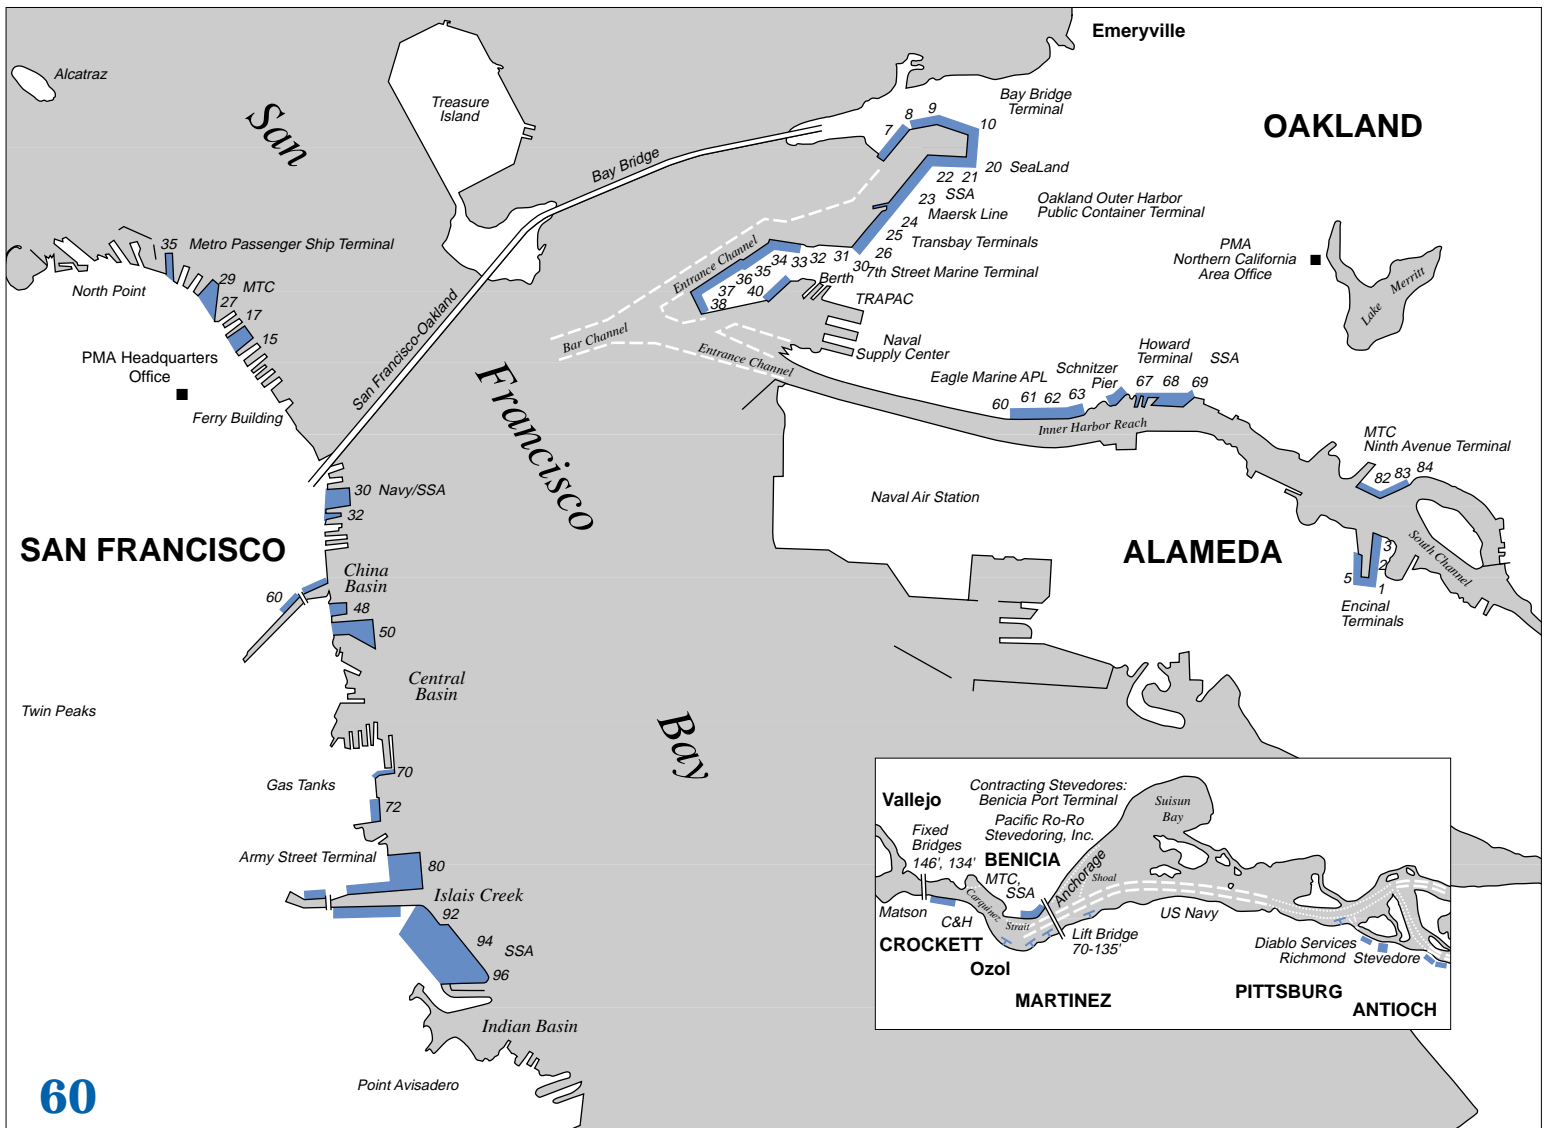 Emeryville
Alcatraz
Treasure
Island
San
Bay Bridge
Bay Bridge
Terminal
7
8
9
10
OAKLAND
20 SeaLand
22 21
23 SSA
Maersk Line
24
25 Transbay Terminals
26
Oakland Outer Harbor
Public Container Terminal
7th Street Marine Terminal
30
31
32
33
34
35
36
37
38
40
Berth
TRAPAC
Entrance Channel
Bar Channel
Entrance Channel
Naval
Supply Center
PMA
Northern California
Area Office
Lake Merritt
35
Metro Passenger Ship Terminal
North Point
29
MTC
27
17
15
PMA Headquarters
Office
Ferry Building
San Francisco-Oakland
Francisco
Eagle Marine APL
60 61 62 63
Schnitzer
Pier
Howard
Terminal
SSA
67 68 69
Inner Harbor Reach
MTC
Ninth Avenue Terminal
82 83 84
Naval Air Station
ALAMEDA
South Channel
3
2
1
5
Encinal
Terminals
30 Navy/SSA
32
SAN FRANCISCO
China
Basin
60
48
50
Central
Basin
Twin Peaks
Bay
70
Gas Tanks
72
Army Street Terminal
80
Islais Creek
92
94
SSA
96
Indian Basin
Point Avisadero
Vallejo
Contracting Stevedores:
Benicia Port Terminal
Pacific Ro-Ro
Stevedoring, Inc.
Suisun
Bay
Fixed
Bridges
146', 134'
BENICIA
MTC,
SSA
Anchorage
Shoal
Carquinez
Strait
Matson
C&H
CROCKETT
Ozol
MARTINEZ
Lift Bridge
70-135'
US Navy
Diablo Services
Richmond Stevedore
PITTSBURG
ANTIOCH
60